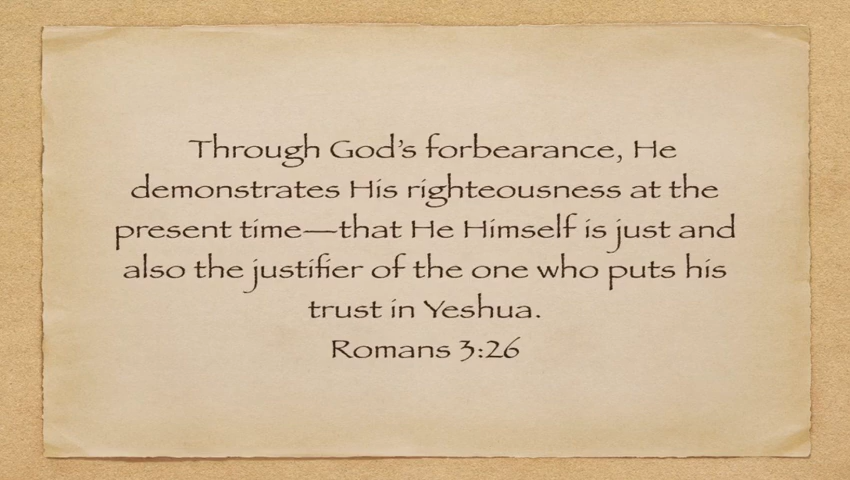 Through God’s forbearance, He
demonstrates His righteousness at the
present time—that He Himself is just and
also the justifier of the one who puts his
trust in Yeshua.
Romans 3:26